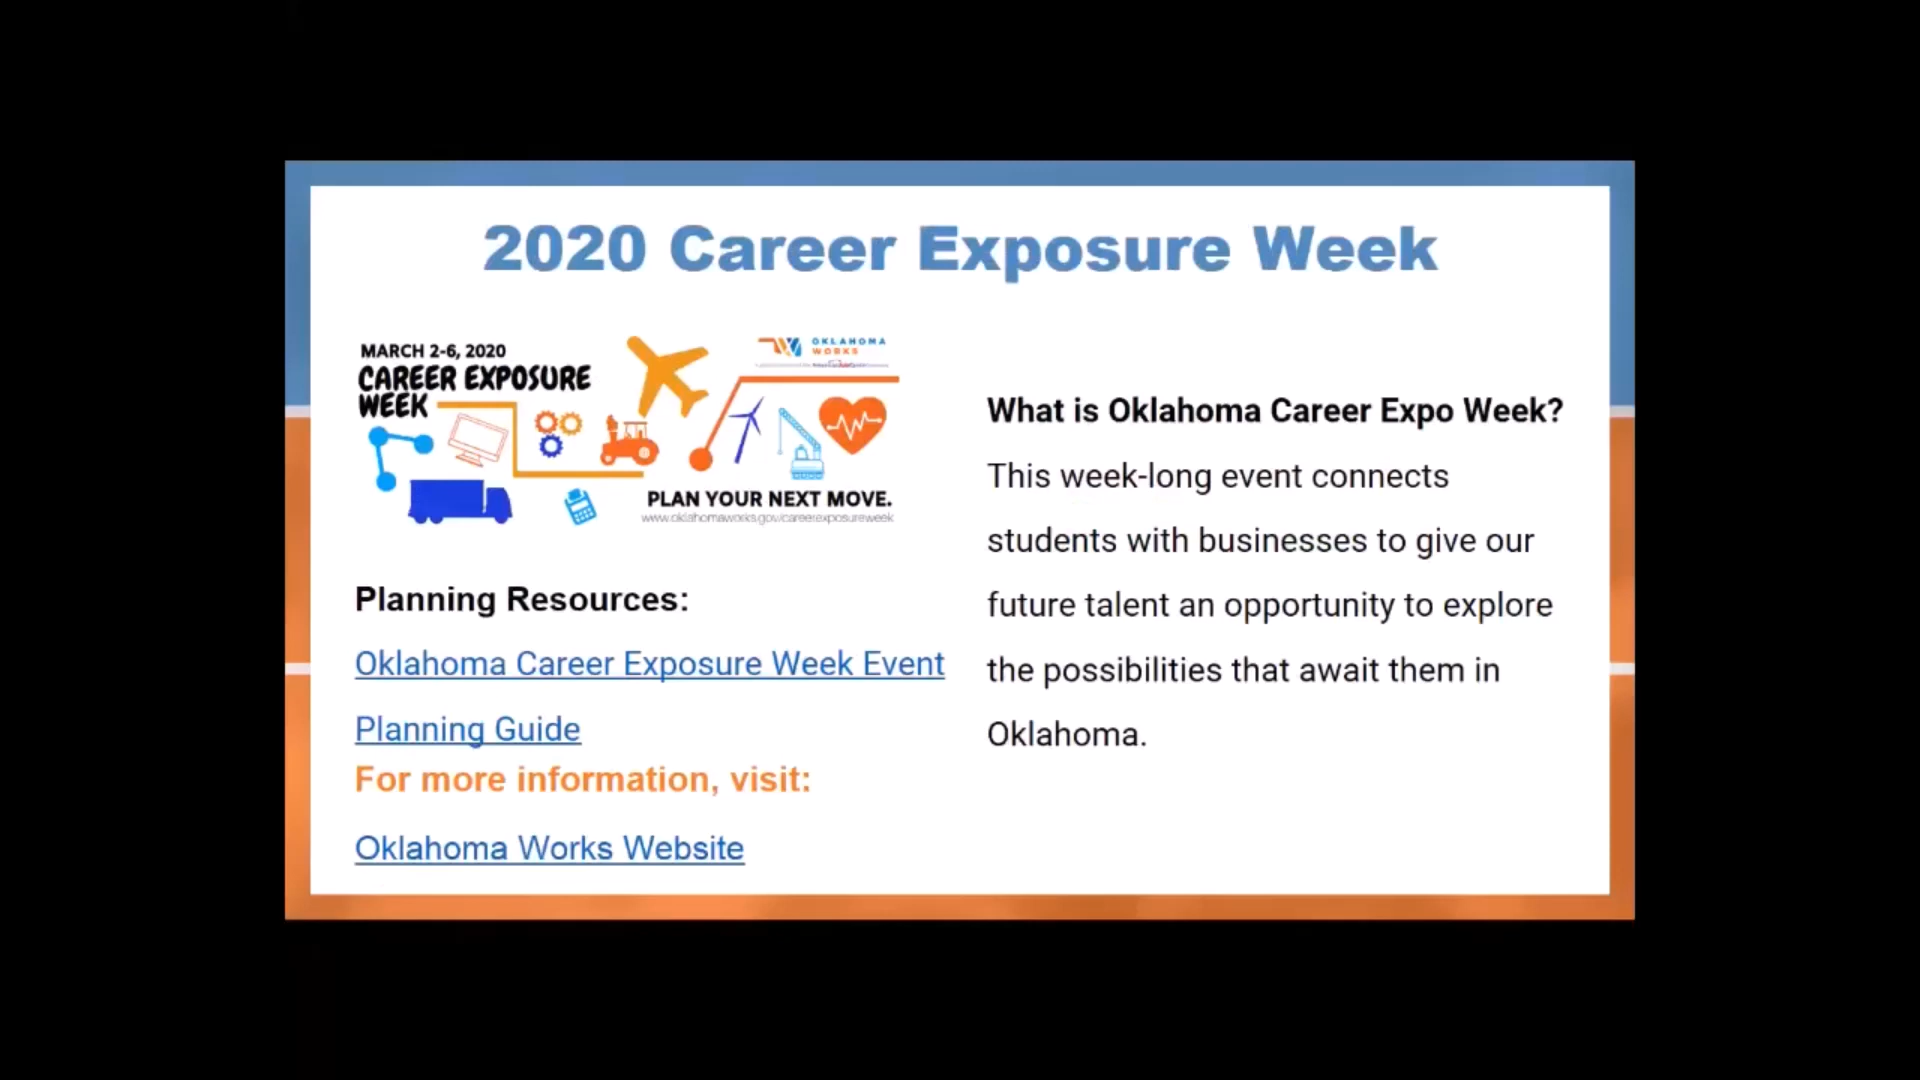 2020 Career Exposure Week
MARCH 2-6, 2020
CAREER EXPOSURE
WEEK
OKLAHOMA
WORKS
PLAN YOUR NEXT MOVE.
www.oklahomaworks.gov/careerexposureweek
Planning Resources:
Oklahoma Career Exposure Week Event
Planning Guide
For more information, visit:
Oklahoma Works Website
What is Oklahoma Career Expo Week?
This week-long event connects
students with businesses to give our
future talent an opportunity to explore
the possibilities that await them in
Oklahoma.